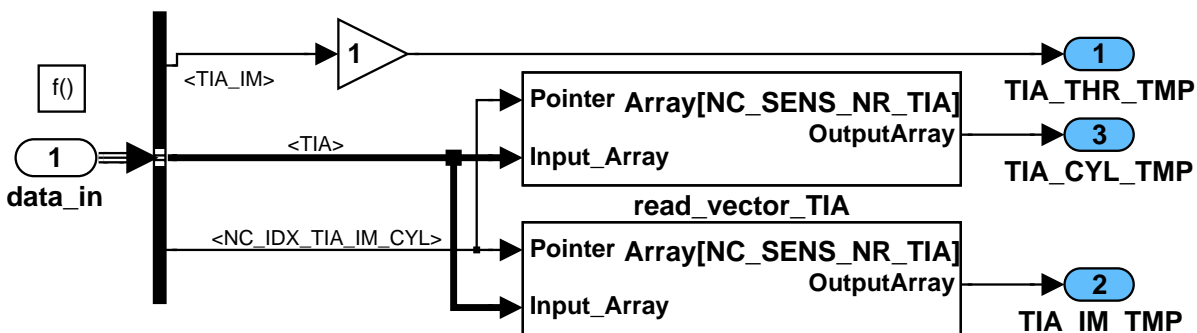 f()
1
data_in
<TIA_IM>
<TIA>
<NC_IDX_TIA_IM_CYL>
1
Pointer Array[NC_SENS_NR_TIA]
OutputArray
Input_Array
read_vector_TIA
Pointer Array[NC_SENS_NR_TIA]
OutputArray
Input_Array
1
TIA_THR_TMP
3
TIA_CYL_TMP
2
TIA_IM_TMP